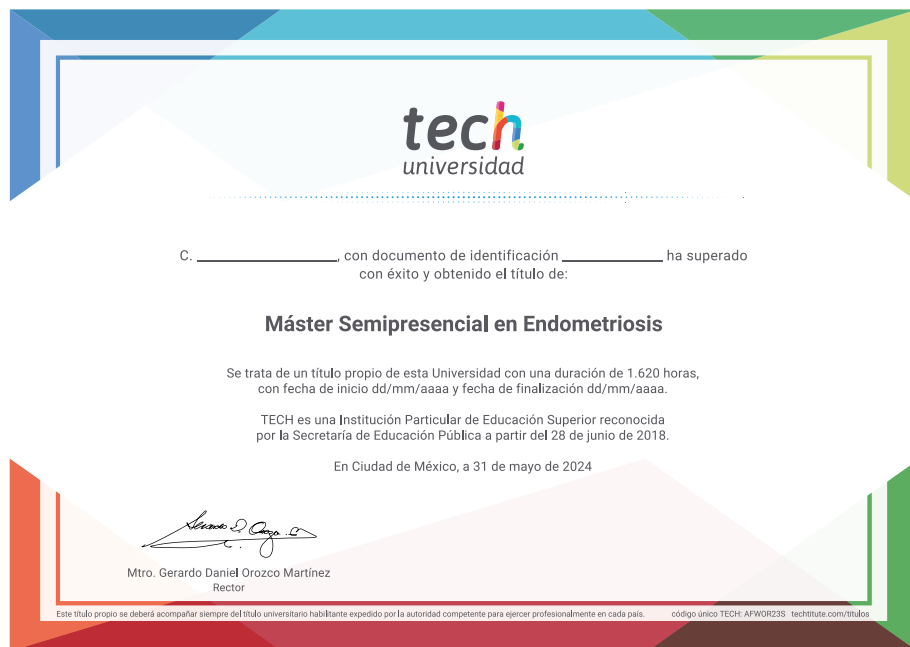 tech
universidad
C. ____________________, con documento de identificación ______________ ha superado
con éxito y obtenido el título de:
Máster Semipresencial en Endometriosis
Se trata de un título propio de esta Universidad con una duración de 1.620 horas,
con fecha de inicio dd/mm/aaaa y fecha de finalización dd/mm/aaaa.
TECH es una Institución Particular de Educación Superior reconocida
por la Secretaría de Educación Pública a partir del 28 de junio de 2018.
En Ciudad de México, a 31 de mayo de 2024
Mtro. Gerardo Daniel Orozco Martínez
Rector
Este título propio se deberá acompañar siempre del título universitario habilitante expedido por la autoridad competente para ejercer profesionalmente en cada país. código único TECH: AFWOR23S techtitute.com/titulos